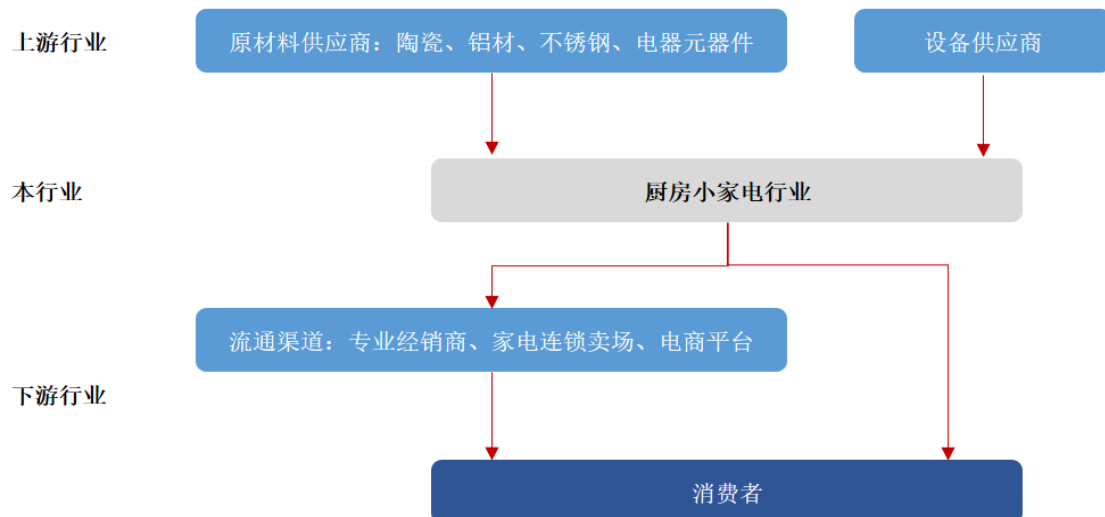 上游行业
原材料供应商：陶瓷、铝材、不锈钢、电器元器件
设备供应商
本行业
厨房小家电行业
流通渠道：专业经销商、家电连锁卖场、电商平台
下游行业
消费者